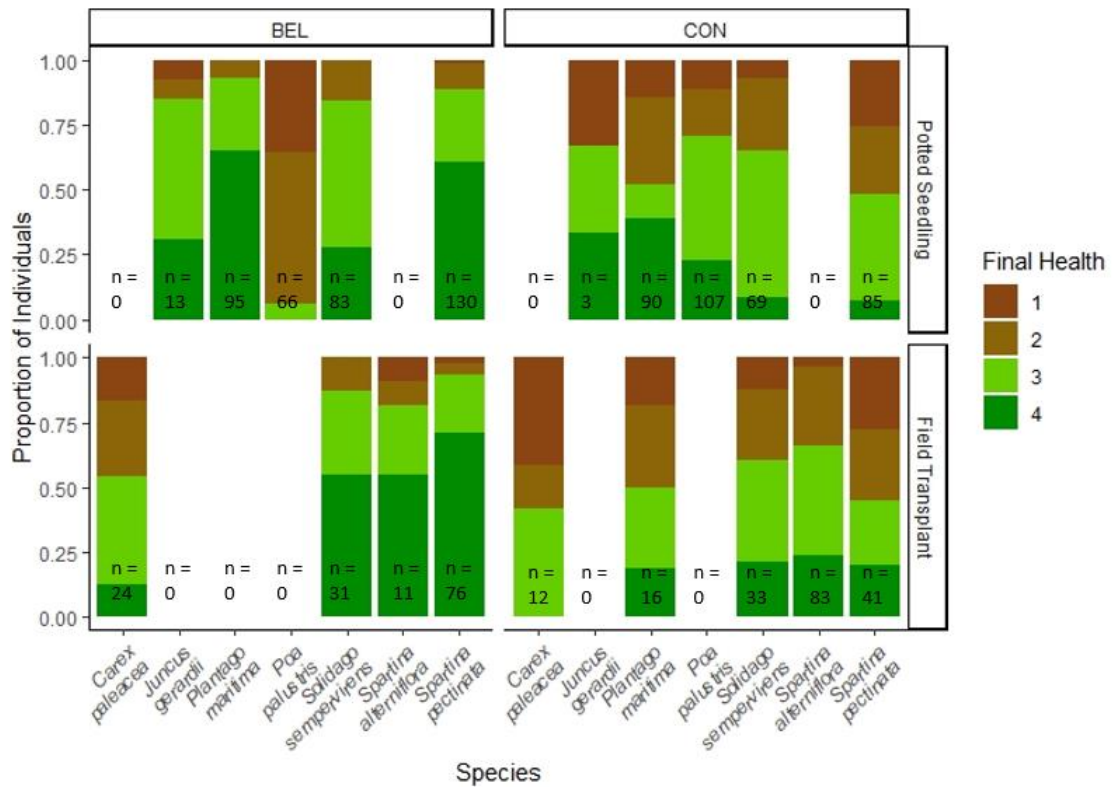 BEL
CON
1.00
0.75
0.50
0.25
0.00
n = 0
n = 13
n = 95
n = 66
n = 83
n = 0
n = 130
n = 0
n = 3
n = 90
n = 107
n = 69
n = 0
n = 85
Potted Seedling
1.00
0.75
0.50
0.25
0.00
n = 24
n = 0
n = 0
n = 0
n = 31
n = 11
n = 76
n = 12
n = 0
n = 16
n = 0
n = 33
n = 83
n = 41
Field Transplant
Proportion of Individuals
Carex
paleacea
Juncus
gerardii
Plantago
maritima
Poa
palustris
Solidago
sempervirens
Spartina
alterniflora
Spartina
pectinata
Carex
paleacea
Juncus
gerardii
Plantago
maritima
Poa
palustris
Solidago
sempervirens
Spartina
alterniflora
Spartina
pectinata
Species
Final Health
1
2
3
4